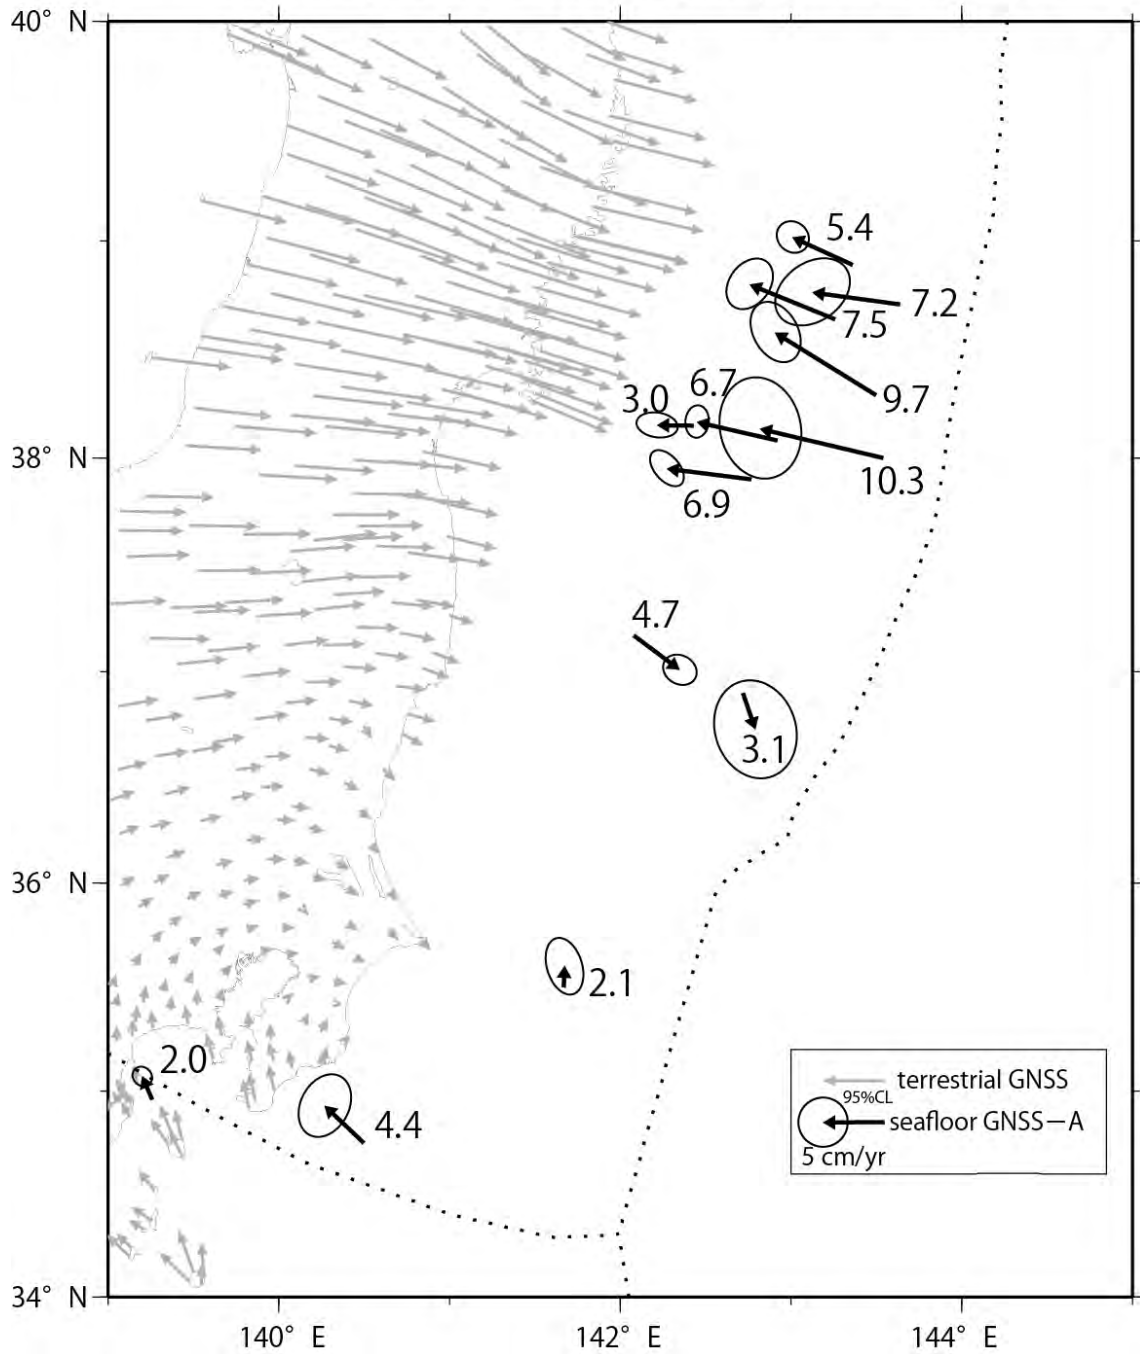 40° N
5.4
7.2
7.5
9.7
6.7
3.0
38° N
10.3
6.9
4.7
3.1
36° N
2.1
2.0
4.4
terrestrial GNSS
95%CL
seafloor GNSS－A
5 cm/yr
34° N
140° E
142° E
144° E